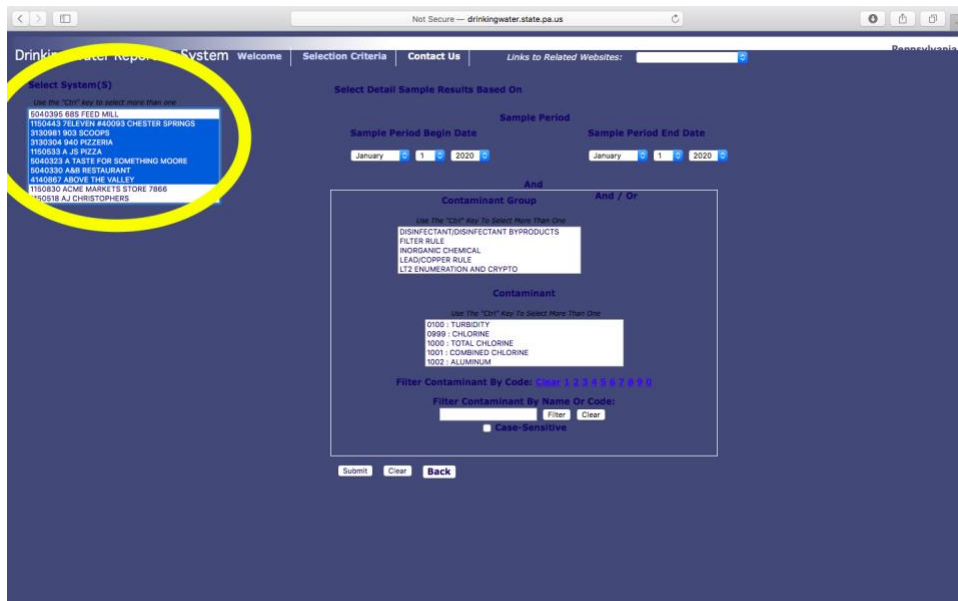 Not Secure — drinkingwater.state.pa.us
Pennsylvania
Drinking Water Reporting System Welcome Selection Criteria Contact Us Links to Related Websites:
Select System(S)
Use the "Ctrl" key to select more than one
5040395 685 FEED MILL
1150443 7ELEVEN #40093 CHESTER SPRINGS
3130981 903 SCOOPS
3130304 940 PIZZERIA
1150533 A JS PIZZA
5040323 A TASTE FOR SOMETHING MOORE
5040330 A&B RESTAURANT
4140867 ABOVE THE VALLEY
1150830 ACME MARKETS STORE 7866
1150518 AJ CHRISTOPHERS
Select Detail Sample Results Based On
Sample Period
Sample Period Begin Date Sample Period End Date
January 1 2020 January 1 2020
And
Contaminant Group And / Or
Use The "Ctrl" Key To Select More Than One
DISINFECTANT/DISINFECTANT BYPRODUCTS
FILTER RULE
INORGANIC CHEMICAL
LEAD/COPPER RULE
LT2 ENUMERATION AND CRYPTO
Contaminant
Use The "Ctrl" Key To Select More Than One
0100 : TURBIDITY
0999 : CHLORINE
1000 : TOTAL CHLORINE
1001 : COMBINED CHLORINE
1002 : ALUMINUM
Filter Contaminant By Code: Clear 1 2 3 4 5 6 7 8 9 0
Filter Contaminant By Name Or Code:
Filter Clear
Case-Sensitive
Submit Clear Back